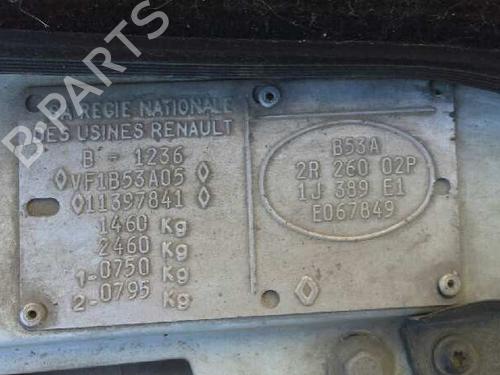 B-PARTS
LA REGIE NATIONALE
DES USINES RENAULT
B - 1236
VF1B53A05
11397841
1460 Kg
2460 Kg
1-0750 Kg
2-0795 Kg
B53A
2R 260 02P
1J 389 E1
E067849